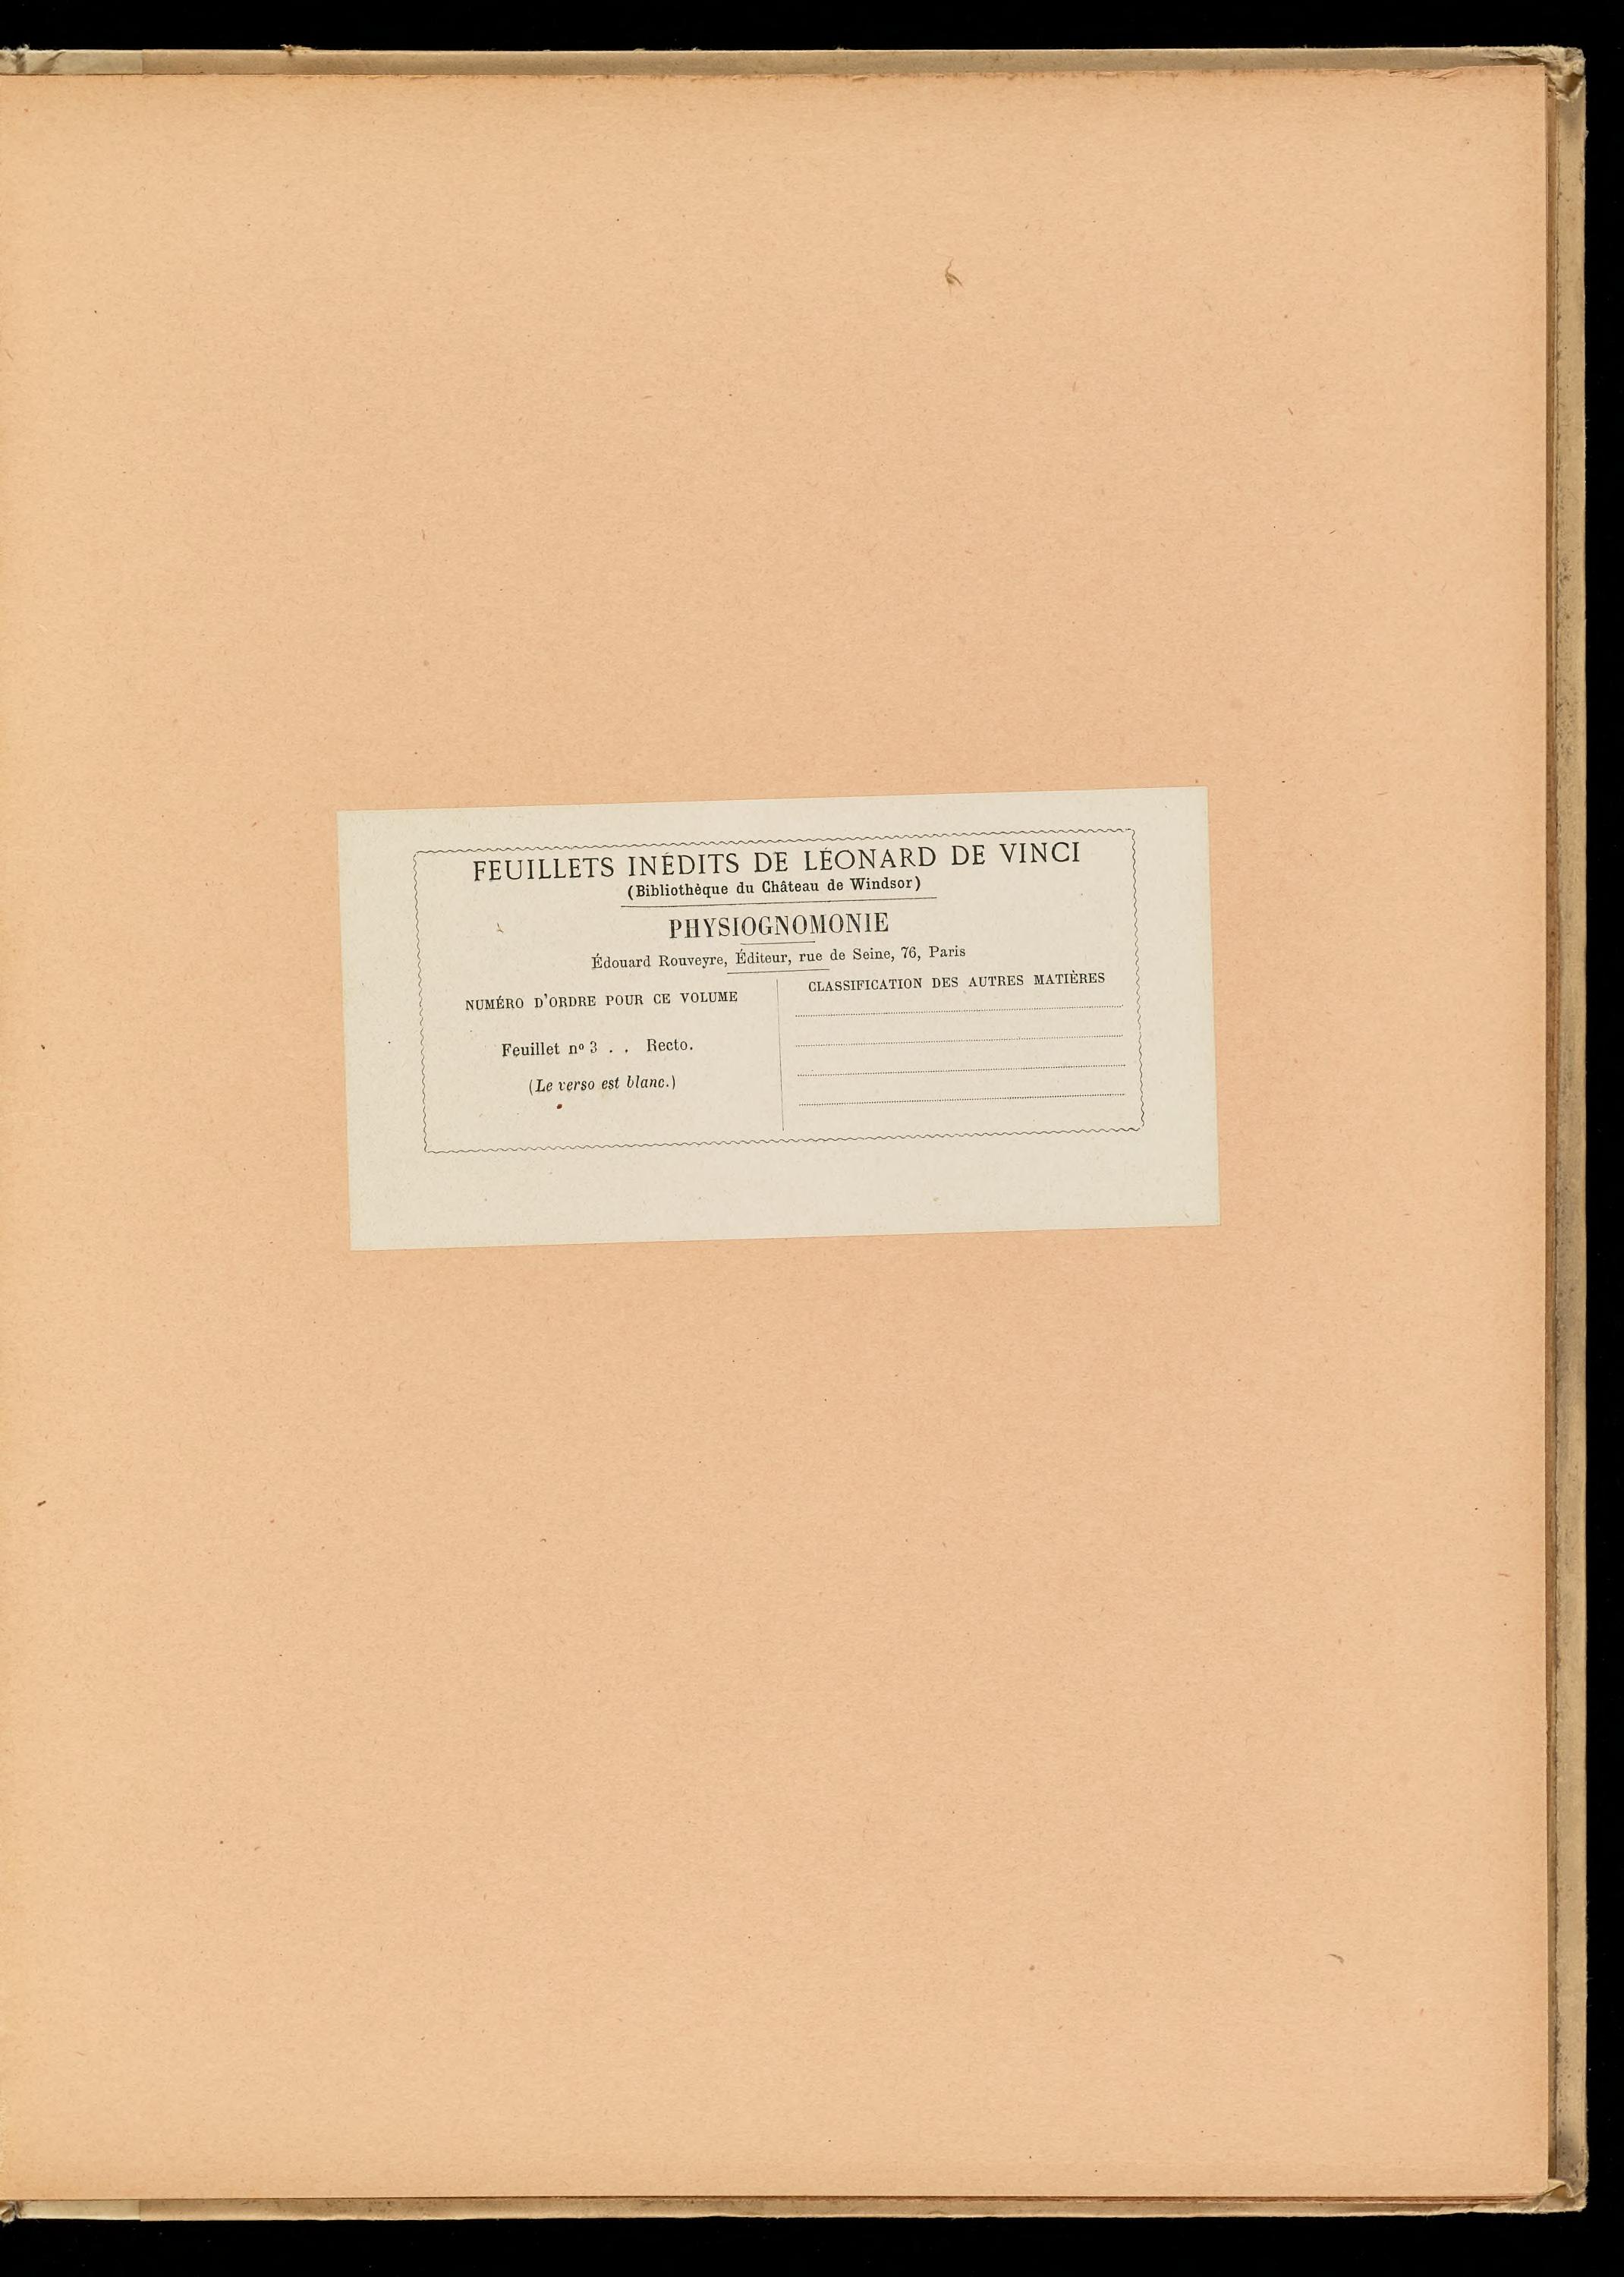 FEUILLETS INÉDITS DE LÉONARD DE VINCI
(Bibliothèque du Château de Windsor)
PHYSIOGNOMONIE
Édouard Rouveyre, Éditeur, rue de Seine, 76, Paris
NUMÉRO D'ORDRE POUR CE VOLUME
Feuillet nº 3 . . Recto.
(Le verso est blanc.)
CLASSIFICATION DES AUTRES MATIÈRES